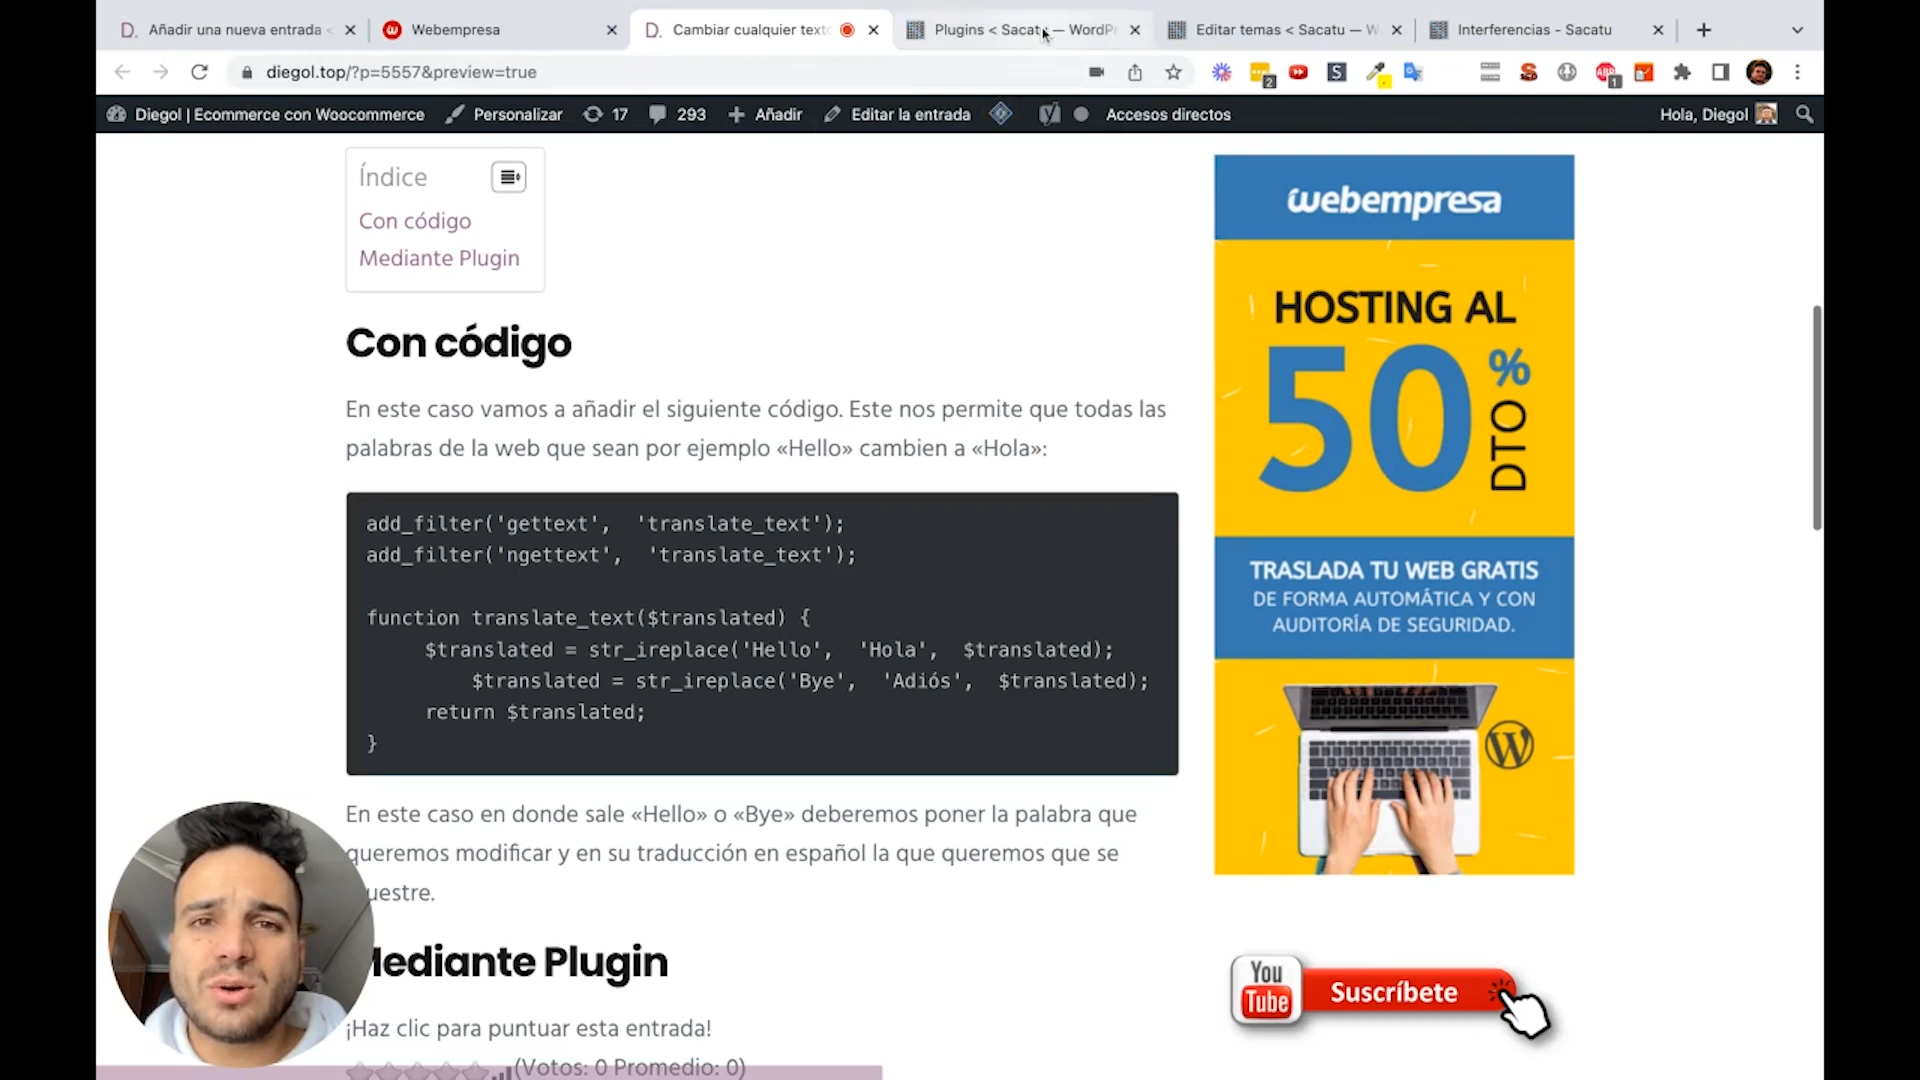 D. Añadir una nueva entrada <
Webempresa
D. Cambiar cualquier texto
Plugins < Sacatu — WordPr
Editar temas < Sacatu — W
Interferencias - Sacatu
diegol.top/?p=5557&preview=true
S
2
ABP
1
Diegol | Ecommerce con Woocommerce
Personalizar
17
293
Añadir
Editar la entrada
Accesos directos
Hola, Diegol
Índice
Con código
Mediante Plugin
Con código
En este caso vamos a añadir el siguiente código. Este nos permite que todas las
palabras de la web que sean por ejemplo «Hello» cambien a «Hola»:
add_filter('gettext',  'translate_text');
add_filter('ngettext',  'translate_text');
function translate_text($translated) {
$translated = str_ireplace('Hello',  'Hola',  $translated);
$translated = str_ireplace('Bye',  'Adiós',  $translated);
return $translated;
}
En este caso en donde sale «Hello» o «Bye» deberemos poner la palabra que
queremos modificar y en su traducción en español la que queremos que se
uestre.
Mediante Plugin
¡Haz clic para puntuar esta entrada!
(Votos: 0 Promedio: 0)
webempresa
HOSTING AL
50% DTO
TRASLADA TU WEB GRATIS
DE FORMA AUTOMÁTICA Y CON
AUDITORÍA DE SEGURIDAD.
You
Tube
Suscríbete